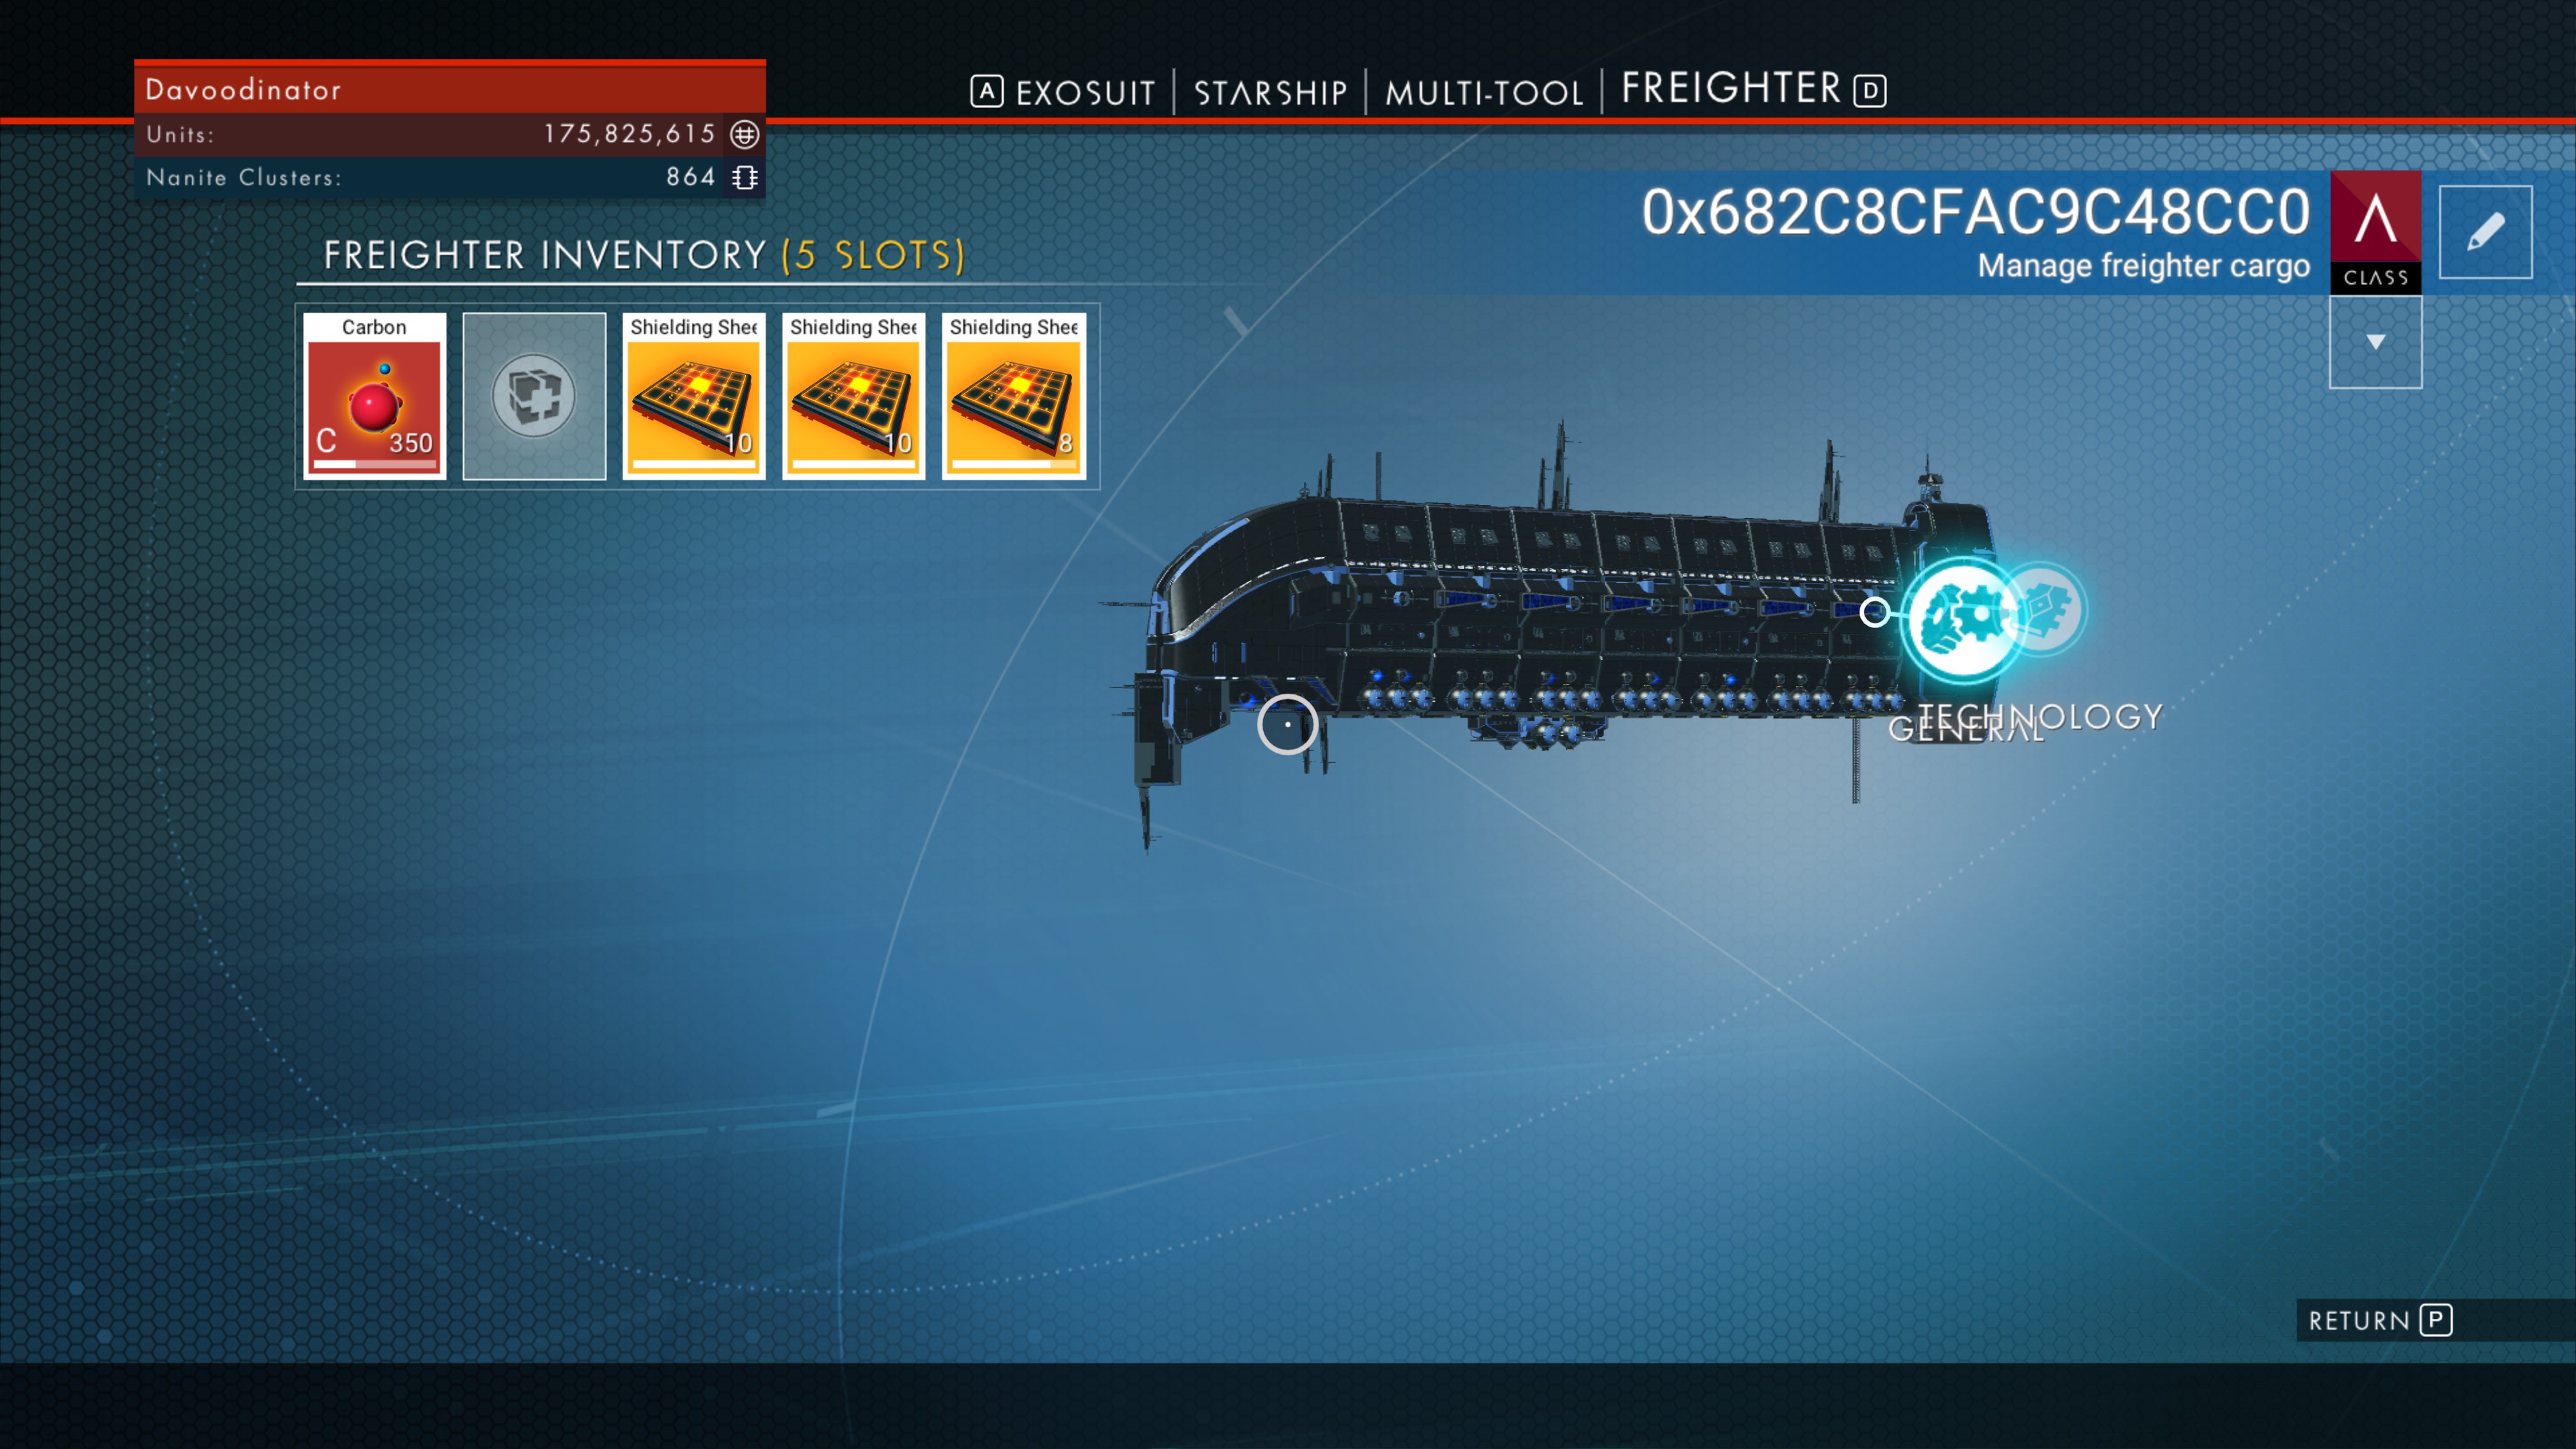 Davoodinator
Units: 175,825,615
Nanite Clusters: 864
A EXOSUIT STARSHIP MULTI-TOOL FREIGHTER D
0x682C8CFAC9C48CC0
Manage freighter cargo
A
CLASS
FREIGHTER INVENTORY (5 SLOTS)
Carbon
C 350
Shielding Shee
10
Shielding Shee
10
Shielding Shee
8
TECHNOLOGY
GENERAL
RETURN P